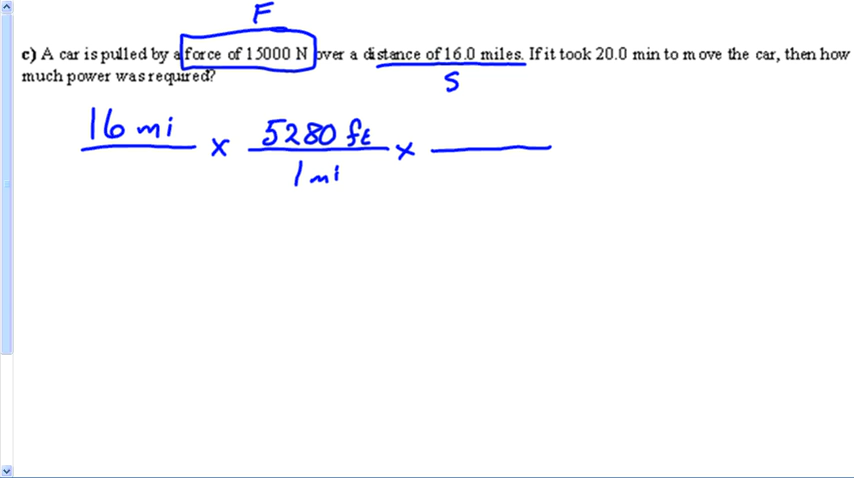 F
c) A car is pulled by a force of 15000 N over a distance of 16.0 miles. If it took 20.0 min to move the car, then how
much power was required?
S
16 mi x 5280 ft x
1 mi